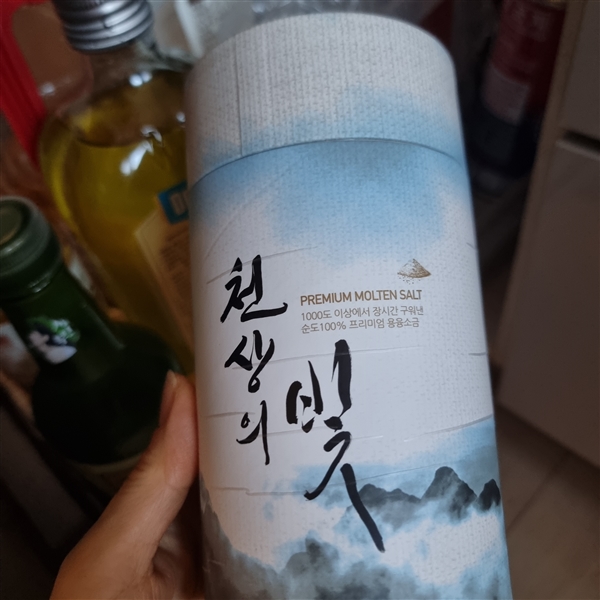 천생의
빛
PREMIUM MOLTEN SALT
1000도 이상에서 장시간 구워낸
순도100% 프리미엄 용융소금